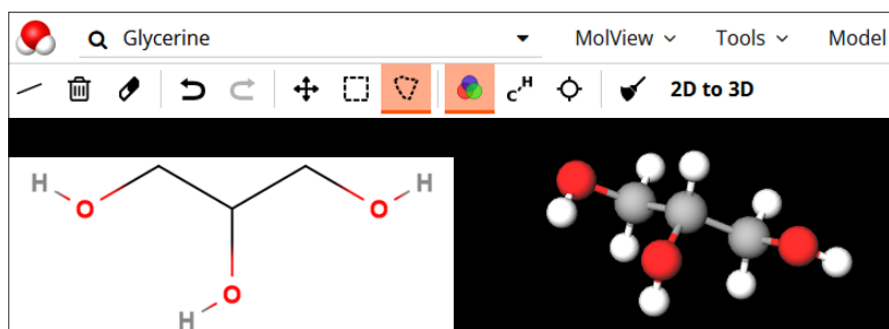 Glycerine MolView Tools Model
C H 2D to 3D
H O O H
O
H